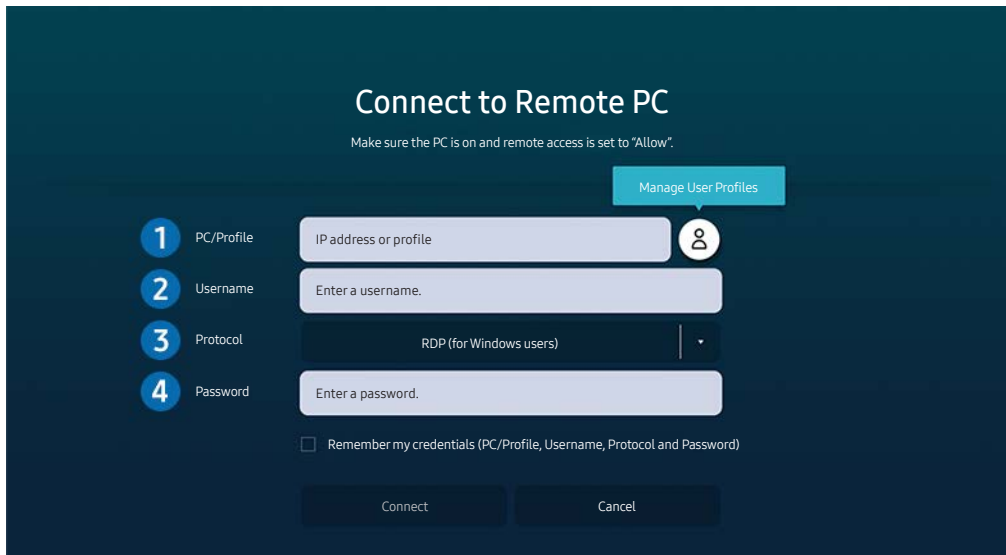 Connect to Remote PC
Make sure the PC is on and remote access is set to “Allow”.
Manage User Profiles
1 PC/Profile IP address or profile
2 Username Enter a username.
3 Protocol RDP (for Windows users)
4 Password Enter a password.
Remember my credentials (PC/Profile, Username, Protocol and Password)
Connect Cancel